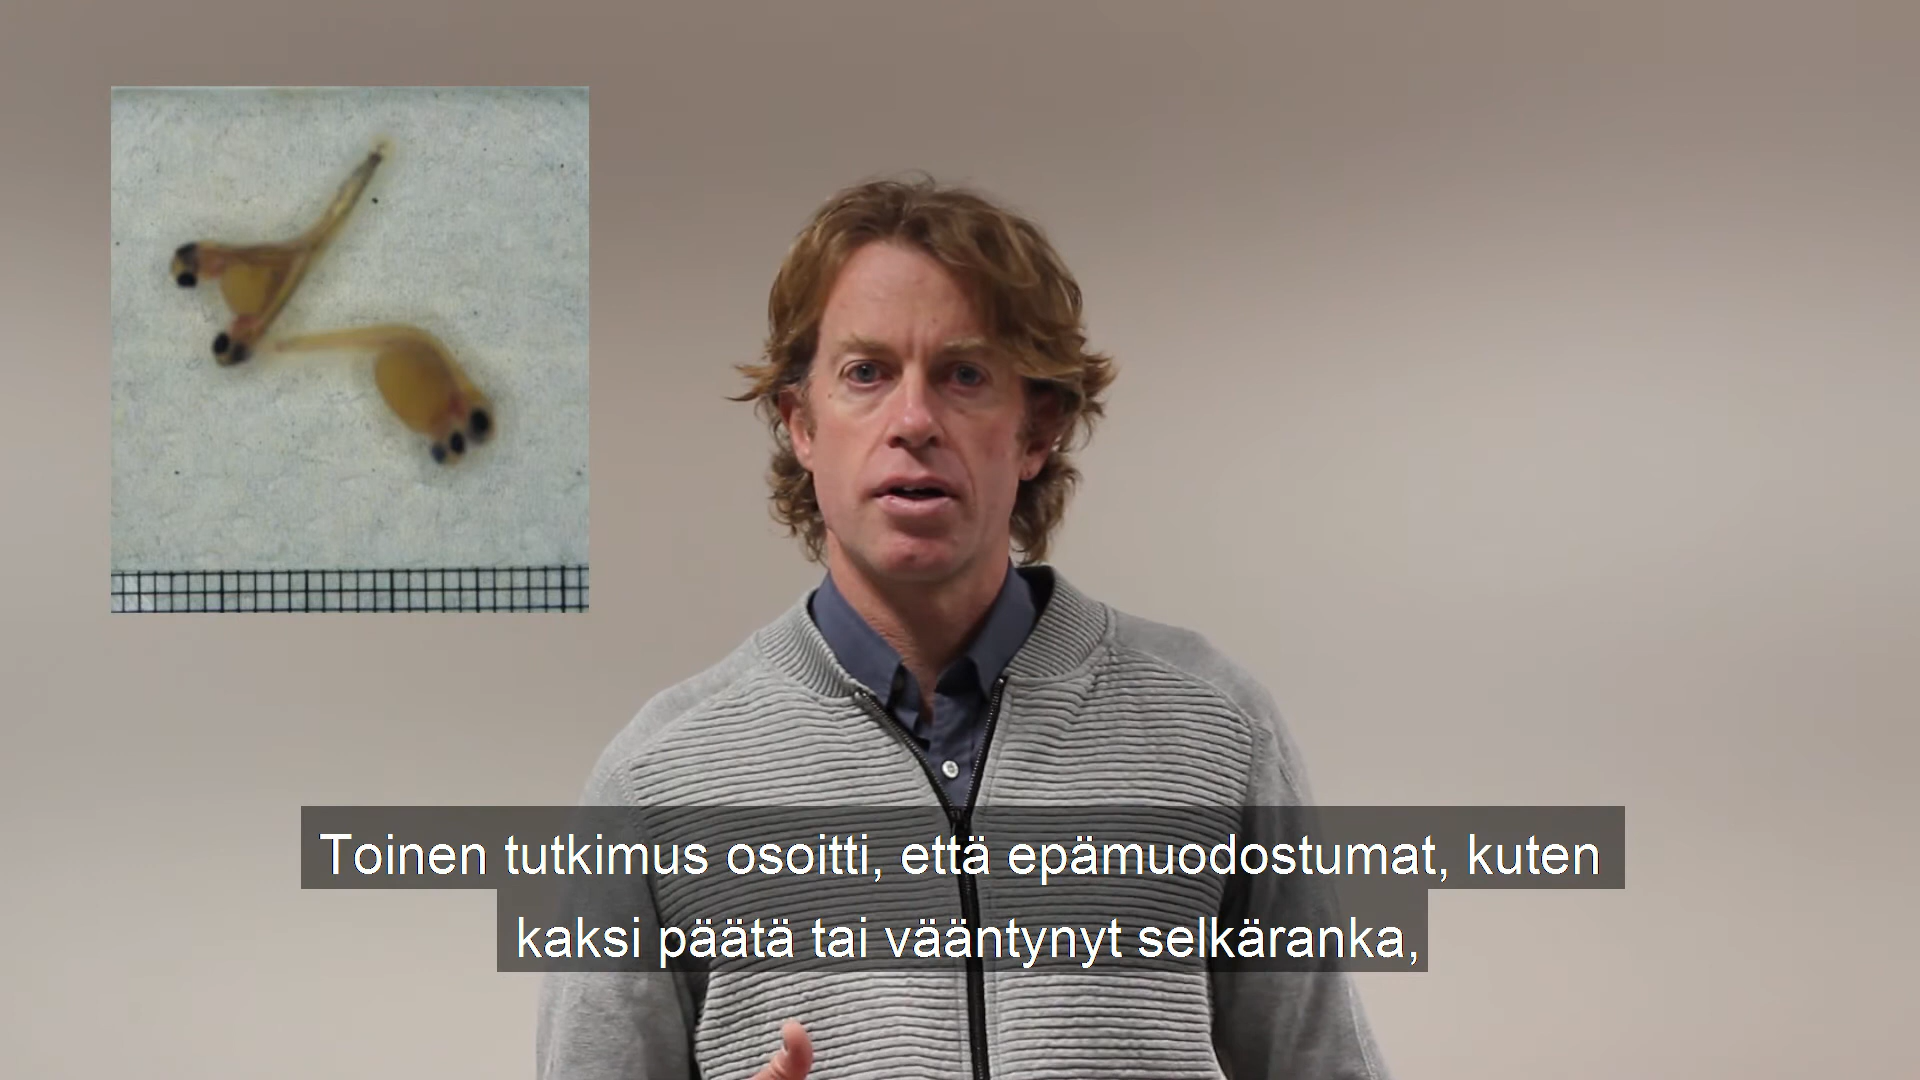 Toinen tutkimus osoitti, että epämuodostumat, kuten
kaksi päätä tai vääntynyt selkäranka,